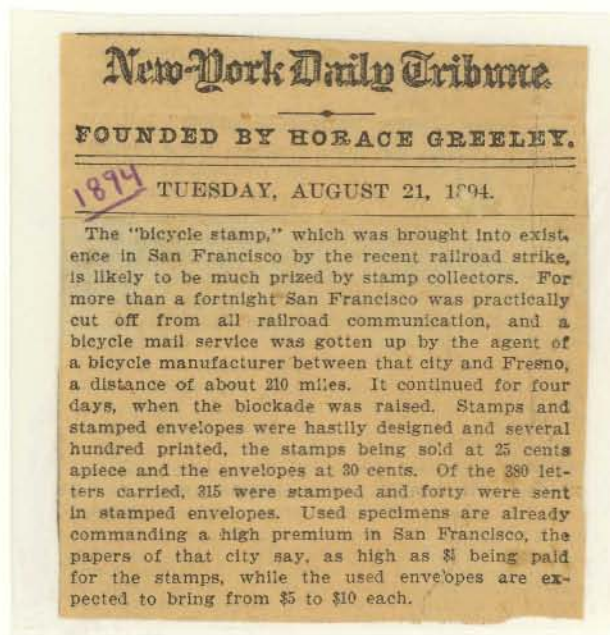 New-York Daily Tribune.
FOUNDED BY HORACE GREELEY.
1894
TUESDAY, AUGUST 21, 1894.
The "bicycle stamp," which was brought into exist-
ence in San Francisco by the recent railroad strike,
is likely to be much prized by stamp collectors. For
more than a fortnight San Francisco was practically
cut off from all railroad communication, and a
bicycle mail service was gotten up by the agent of
a bicycle manufacturer between that city and Fresno,
a distance of about 210 miles. It continued for four
days, when the blockade was raised. Stamps and
stamped envelopes were hastily designed and several
hundred printed, the stamps being sold at 25 cents
apiece and the envelopes at 30 cents. Of the 380 let-
ters carried, 315 were stamped and forty were sent
in stamped envelopes. Used specimens are already
commanding a high premium in San Francisco, the
papers of that city say, as high as being paid
for the stamps, while the used envelopes are ex-
pected to bring from $5 to $10 each.